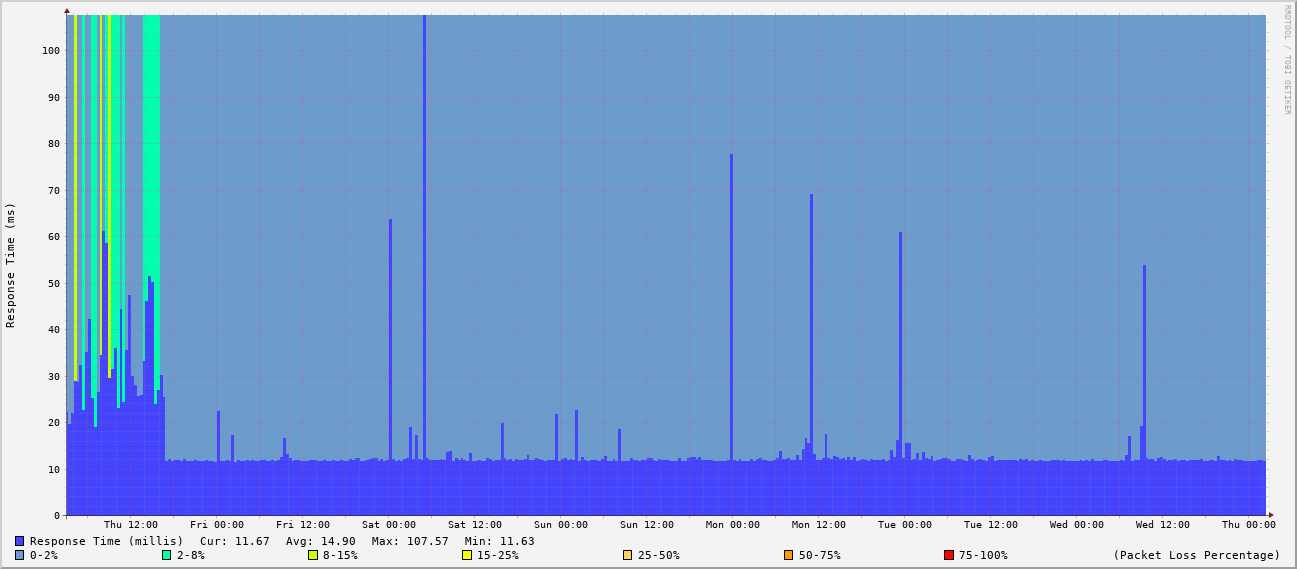 RRDTOOL / TOBI OETIKER
Response Time (ms)
100
90
80
70
60
50
40
30
20
10
0
Thu 12:00 Fri 00:00 Fri 12:00 Sat 00:00 Sat 12:00 Sun 00:00 Sun 12:00 Mon 00:00 Mon 12:00 Tue 00:00 Tue 12:00 Wed 00:00 Wed 12:00 Thu 00:00
Response Time (millis) Cur: 11.67 Avg: 14.90 Max: 107.57 Min: 11.63
0-2% 2-8% 8-15% 15-25% 25-50% 50-75% 75-100% (Packet Loss Percentage)